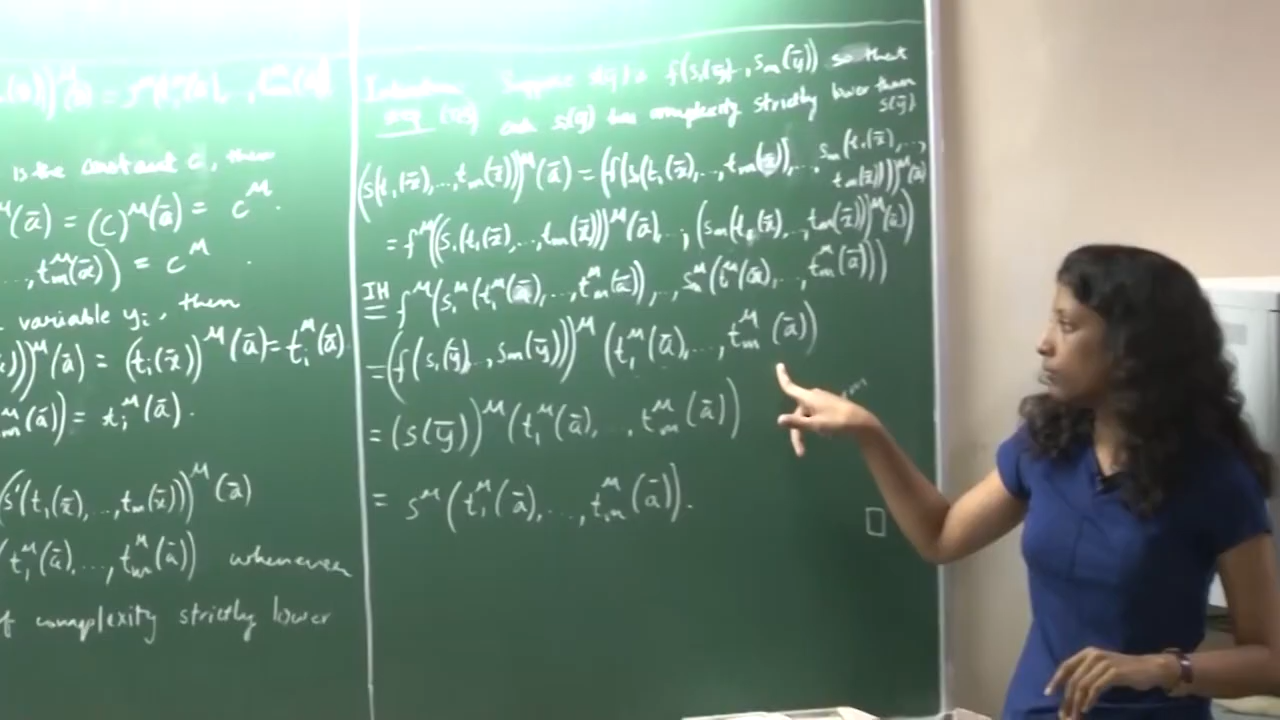 is the constant c, then
(ā) = (c)^M(ā) = c^M.
, t_m^M(ā)) = c^M.
variable y_i, then
))^M(ā) = (t_i(x̄))^M(ā) = t_i^M(ā)
(ā)) = t_i^M(ā).
(s'(t_1(x̄),...,t_m(x̄)))^M(ā)
(t_1^M(ā),...,t_m^M(ā)) whenever
f complexity strictly lower
Induction Suppose f(s_1(ȳ).., s_m(ȳ)) so that
step has complexity strictly lower than
s(ȳ).
(s(t_1(x̄),...,t_m(x̄)))^M(ā) = (f(s_1(t_1(x̄),...,t_m(x̄)),...,s_m(t_1(x̄),...,
t_m(x̄))))^M(ā)
= f^M((s_1(t_1(x̄),...,t_m(x̄)))^M(ā),...,(s_m(t_1(x̄),...,t_m(x̄)))^M(ā))
IH = f^M(s_1^M(t_1^M(ā),...,t_m^M(ā)),...,s_m^M(t_1^M(ā),...,t_m^M(ā)))
= (f(s_1(ȳ)...,s_m(ȳ)))^M(t_1^M(ā),...,t_m^M(ā))
= (s(ȳ))^M(t_1^M(ā),..,t_m^M(ā))
= s^M(t_1^M(ā),...,t_m^M(ā)).
□